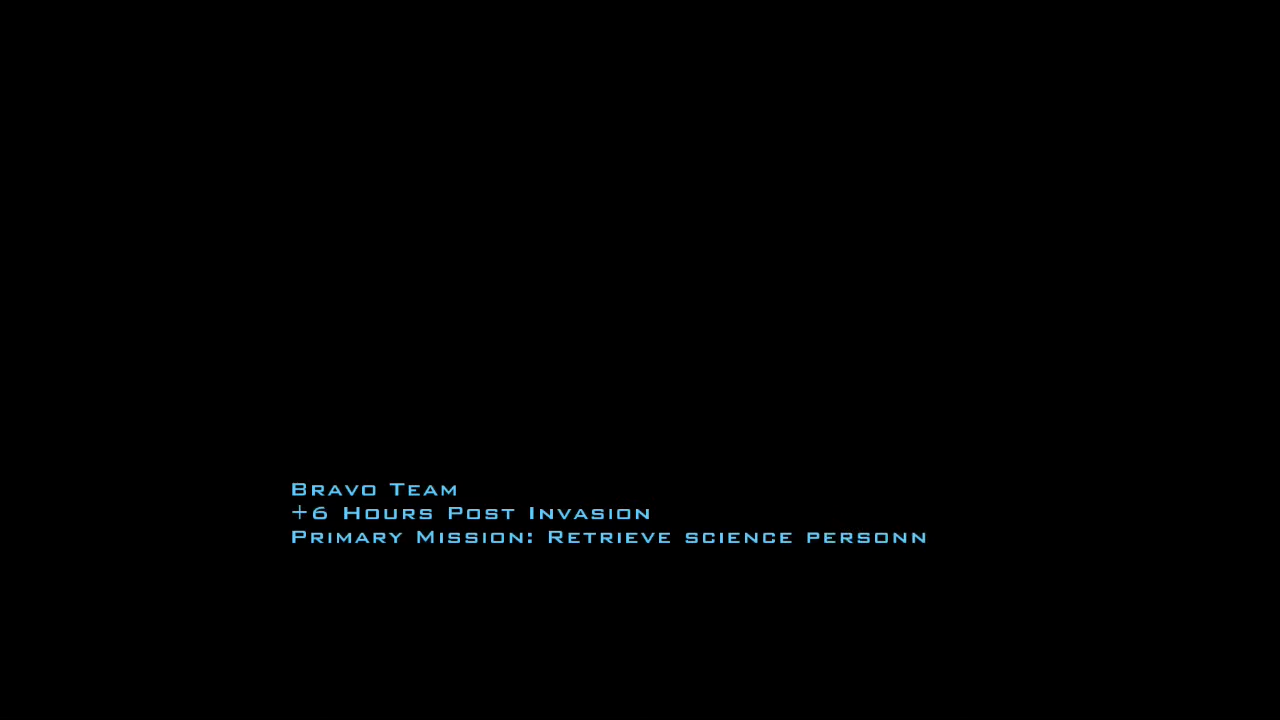 Bravo Team
+6 Hours Post Invasion
Primary Mission: Retrieve science personn